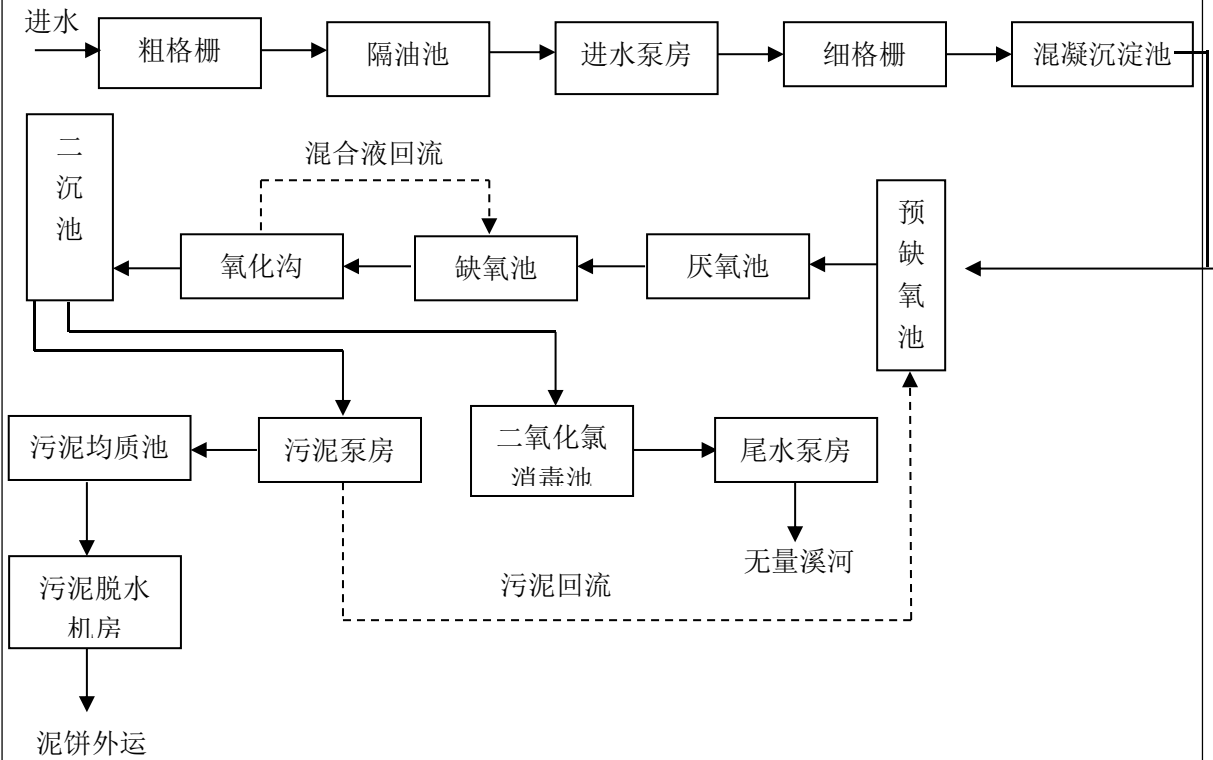 进水
粗格栅
隔油池
进水泵房
细格栅
混凝沉淀池
二
沉
池
混合液回流
氧化沟
缺氧池
厌氧池
预
缺
氧
池
污泥均质池
污泥泵房
二氧化氯
消毒池
尾水泵房
无量溪河
污泥脱水
机房
污泥回流
泥饼外运